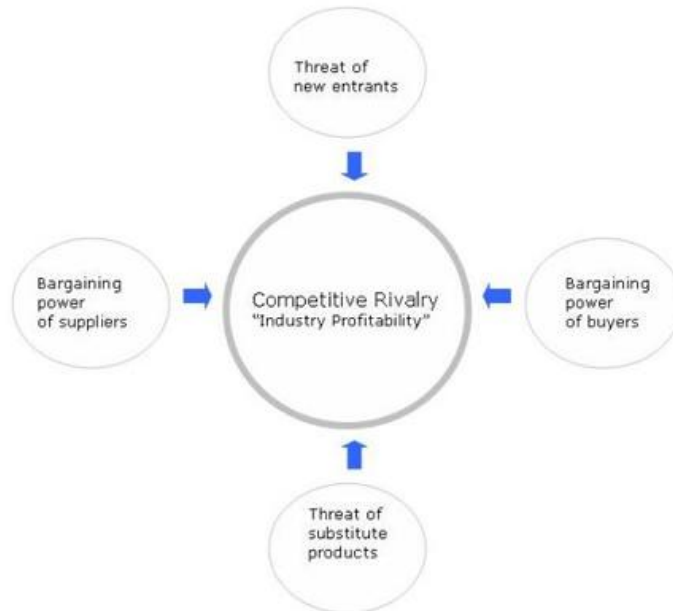 Threat of
new entrants
Bargaining
power
of suppliers
Competitive Rivalry
"Industry Profitability"
Bargaining
power
of buyers
Threat of
substitute
products